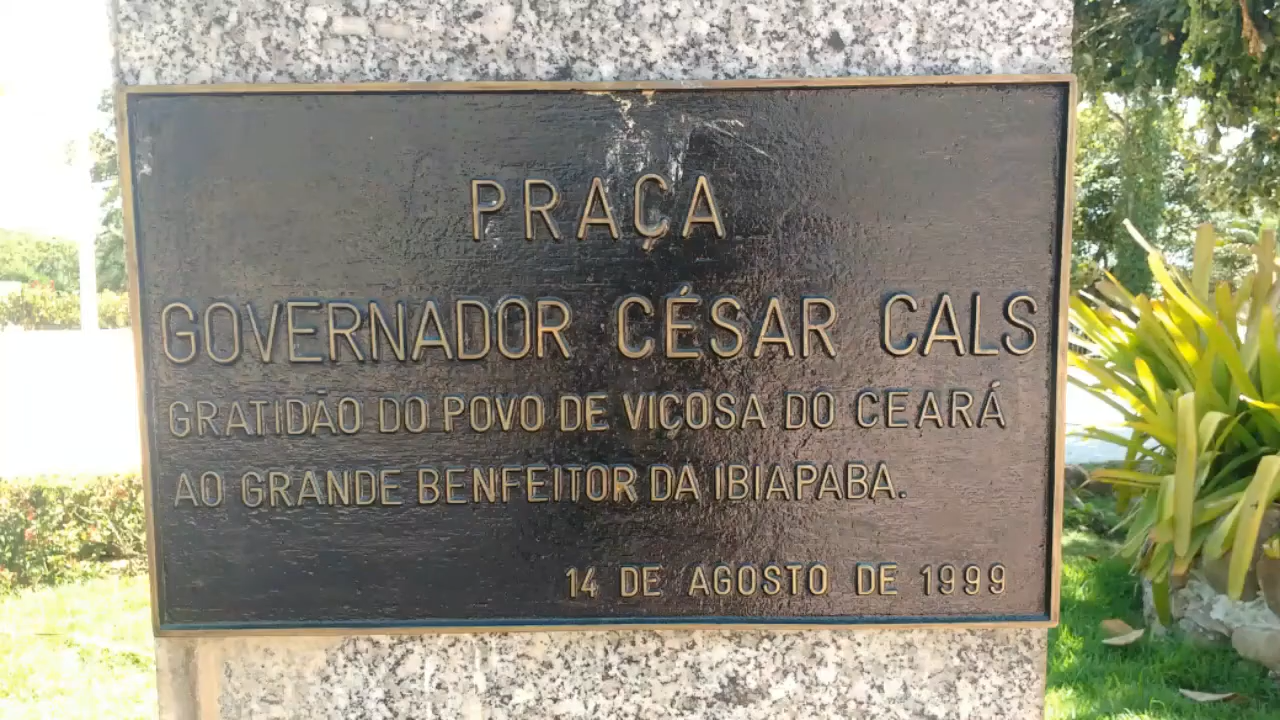 PRAÇA
GOVERNADOR CÉSAR CALS
GRATIDÃO DO POVO DE VIÇOSA DO CEARÁ
AO GRANDE BENFEITOR DA IBIAPABA.
14 DE AGOSTO DE 1999